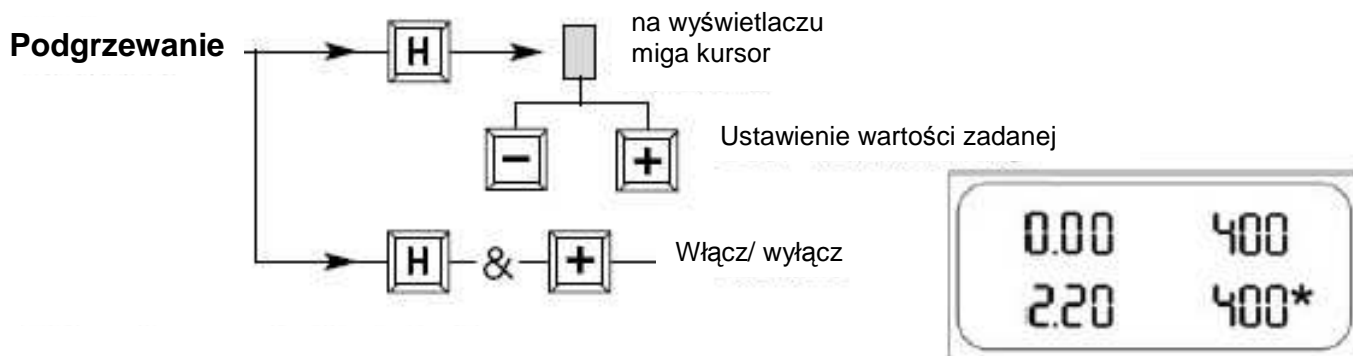 Podgrzewanie
H
na wyświetlaczu
miga kursor
- +
Ustawienie wartości zadanej
H & + Włącz/ wyłącz
0.00 400
2.20 400*